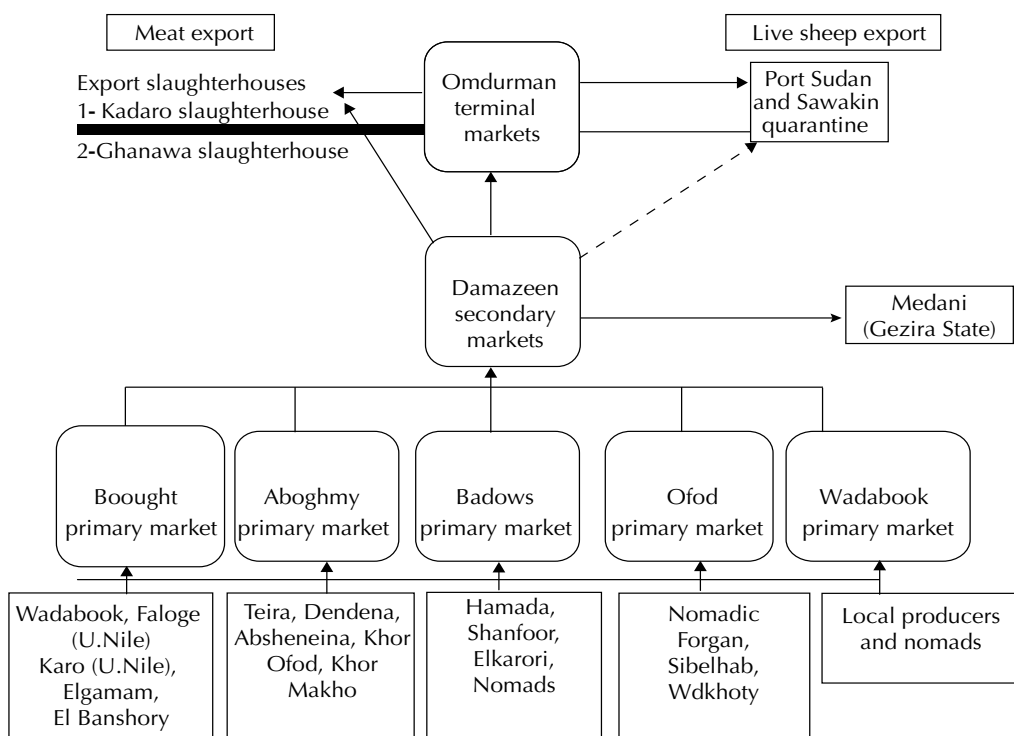 Meat export
Live sheep export
Export slaughterhouses
1- Kadaro slaughterhouse
2-Ghanawa slaughterhouse
Omdurman
terminal
markets
Port Sudan
and Sawakin
quarantine
Damazeen
secondary
markets
Medani
(Gezira State)
Boought
primary market
Aboghmy
primary market
Badows
primary market
Ofod
primary market
Wadabook
primary market
Wadabook, Faloge
(U.Nile)
Karo (U.Nile),
Elgamam,
El Banshory
Teira, Dendena,
Absheneina, Khor
Ofod, Khor
Makho
Hamada,
Shanfoor,
Elkarori,
Nomads
Nomadic
Forgan,
Sibelhab,
Wdkhoty
Local producers
and nomads